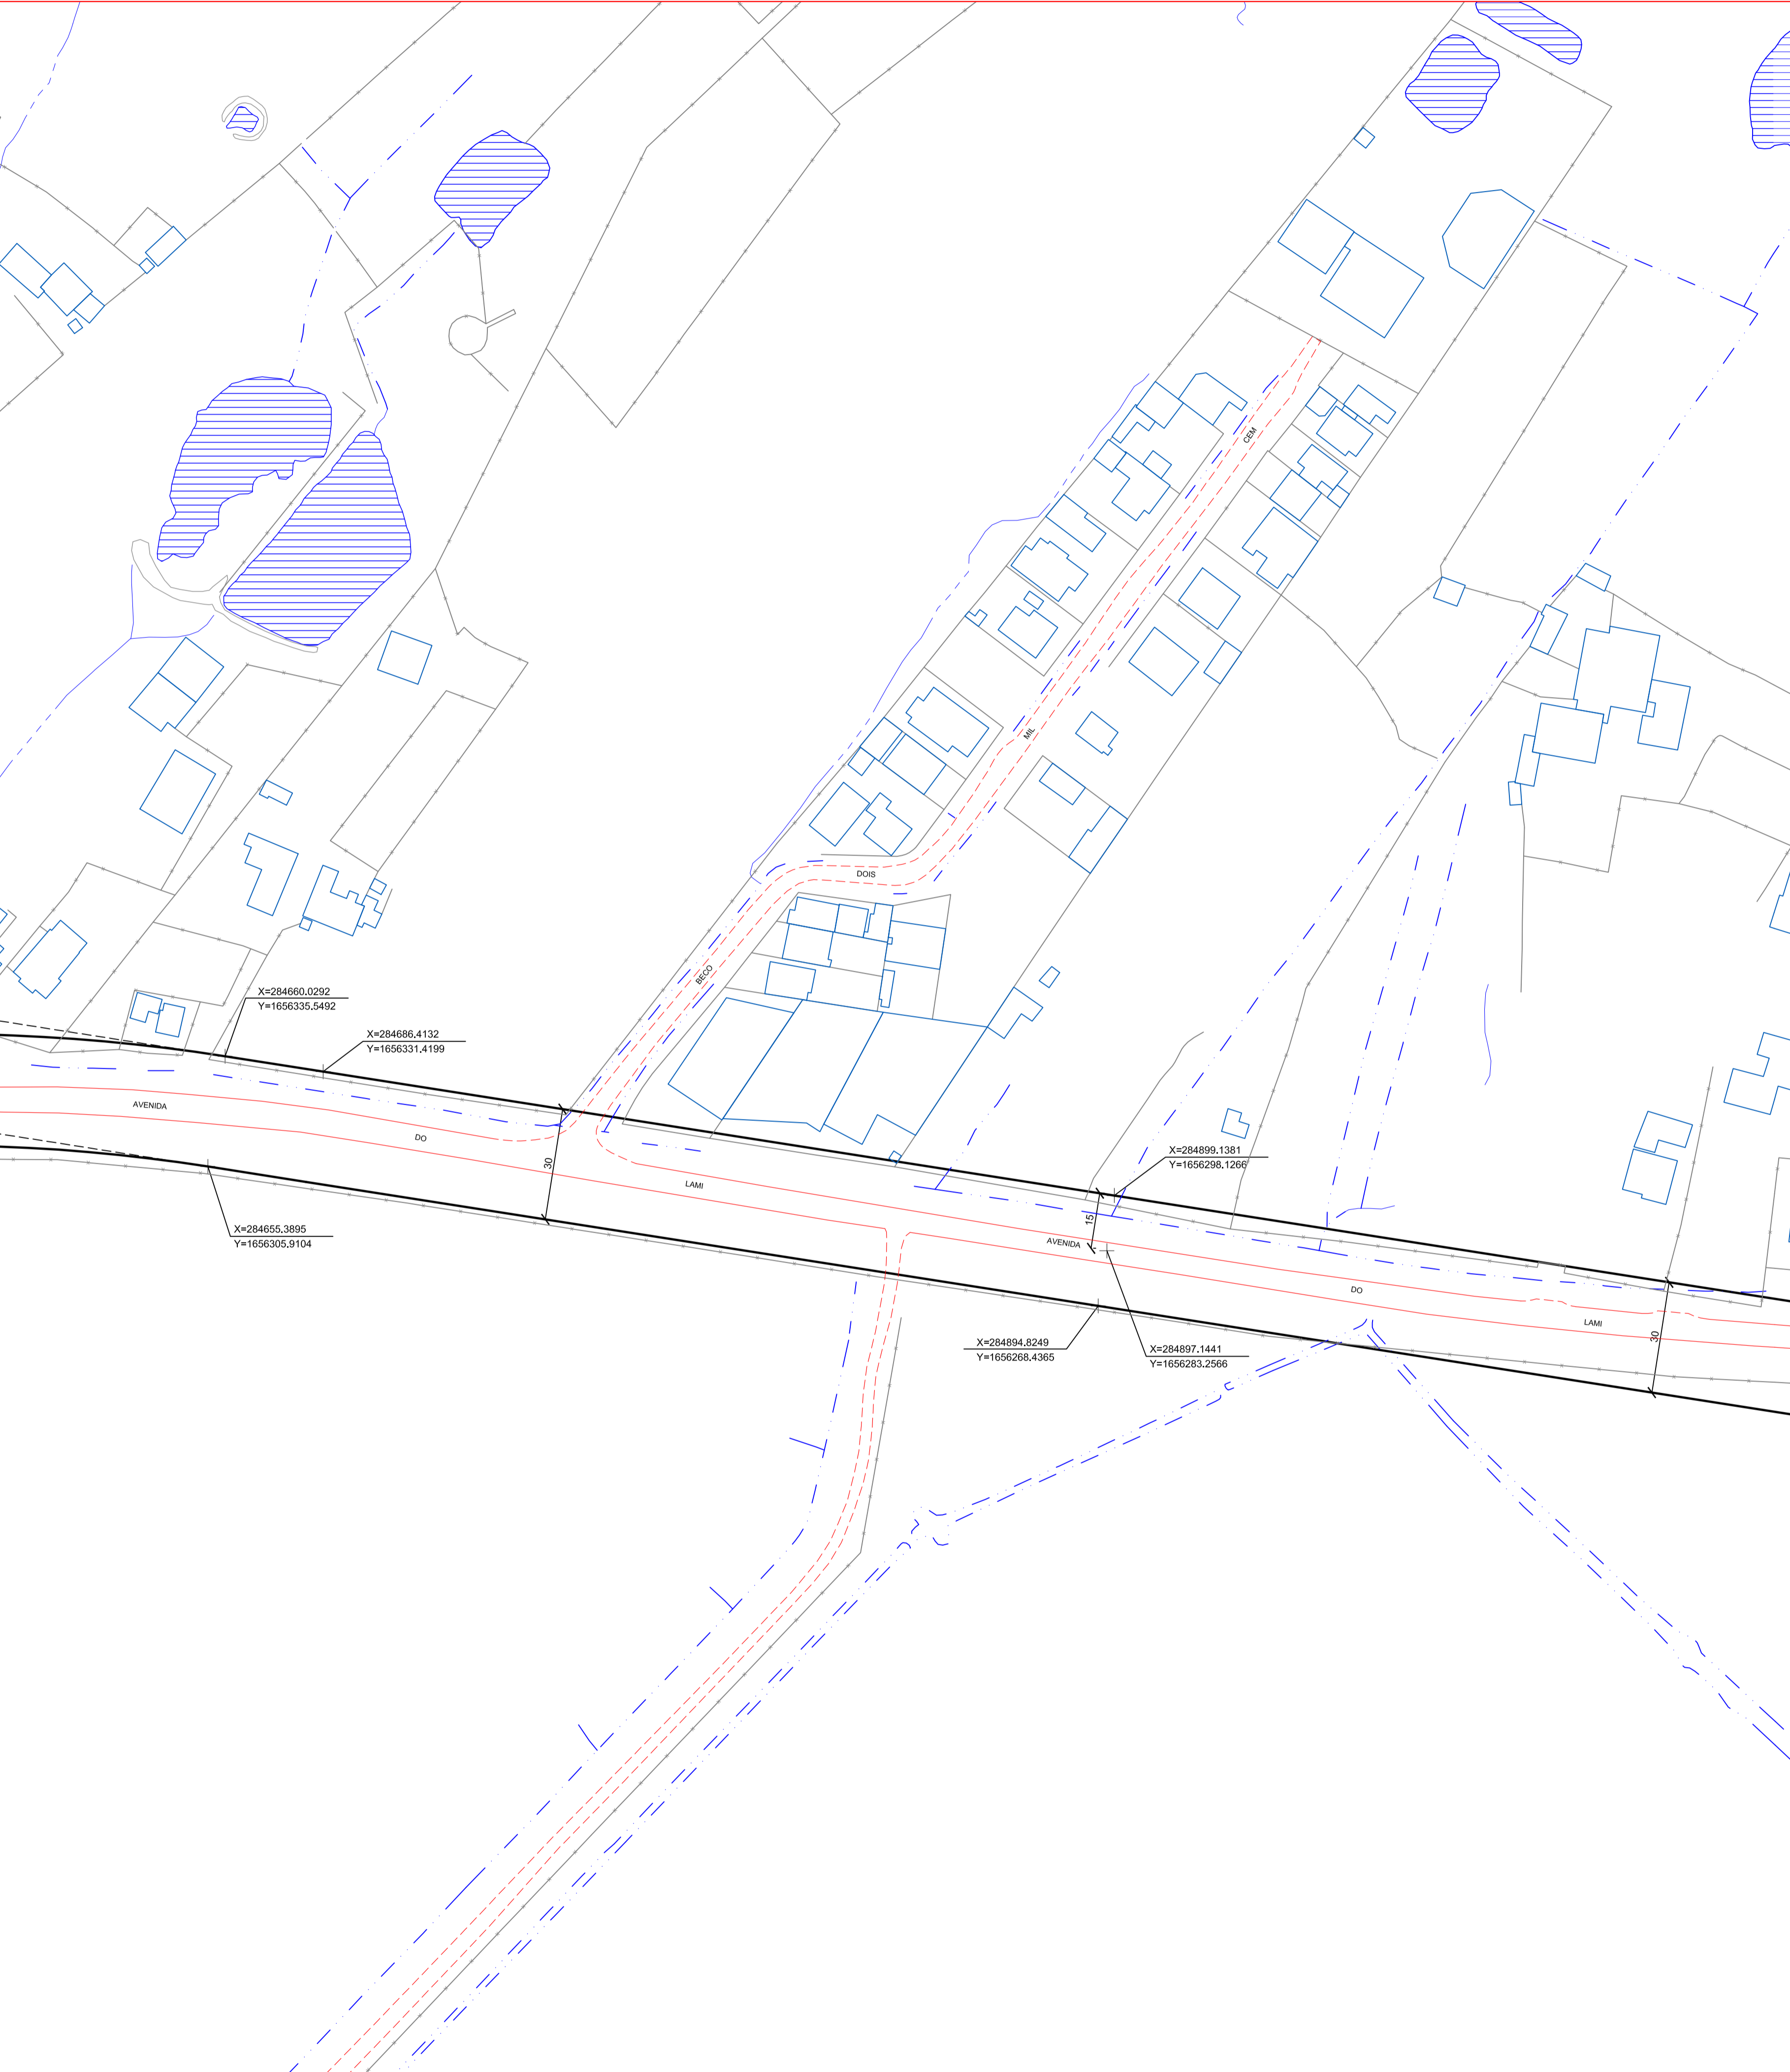 CEM
MIL
DOIS
BECO
X=284660.0292
Y=1656335.5492
X=284686.4132
Y=1656331.4199
AVENIDA
DO
30
LAMI
X=284899.1381
Y=1656298.1266
15
X=284655.3895
Y=1656305.9104
AVENIDA
DO
LAMI
30
X=284894.8249
Y=1656268.4365
X=284897.1441
Y=1656283.2566